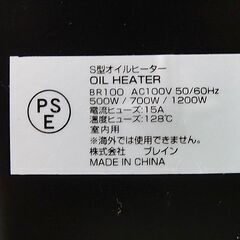 S型オイルヒーター
OIL HEATER
BR100 AC100V 50/60Hz
500W / 700W / 1200W
電流ヒューズ：15A
温度ヒューズ：128℃
室内用
※海外では使用できません。
株式会社 ブレイン
MADE IN CHINA
PS
E